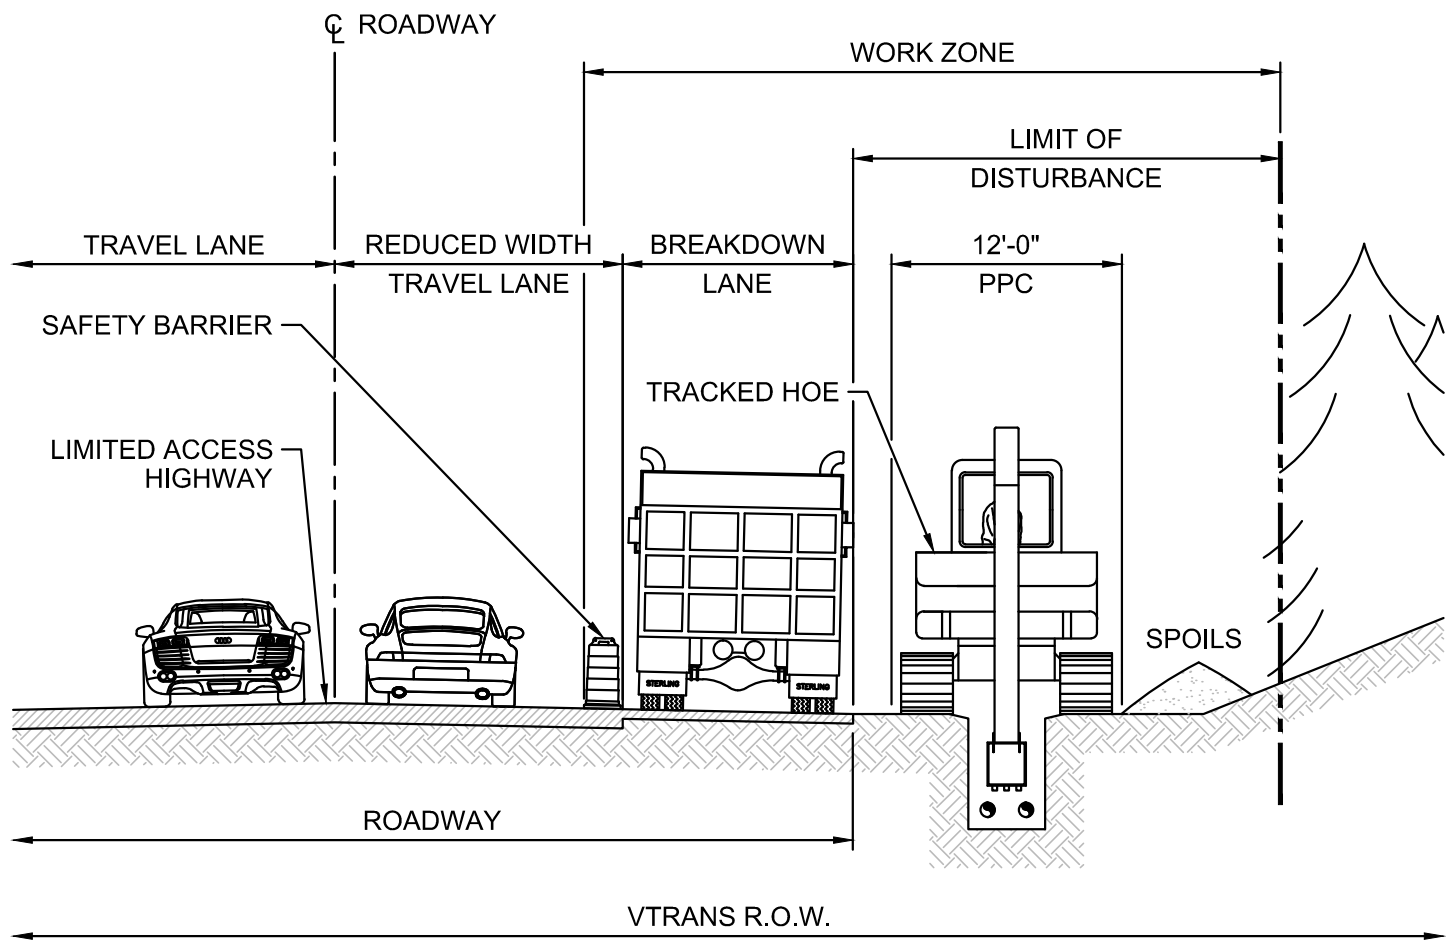 ℄ ROADWAY
WORK ZONE
LIMIT OF
DISTURBANCE
TRAVEL LANE
REDUCED WIDTH
TRAVEL LANE
BREAKDOWN
LANE
12'-0"
PPC
SAFETY BARRIER
TRACKED HOE
LIMITED ACCESS
HIGHWAY
SPOILS
STERLING
STERLING
ROADWAY
VTRANS R.O.W.